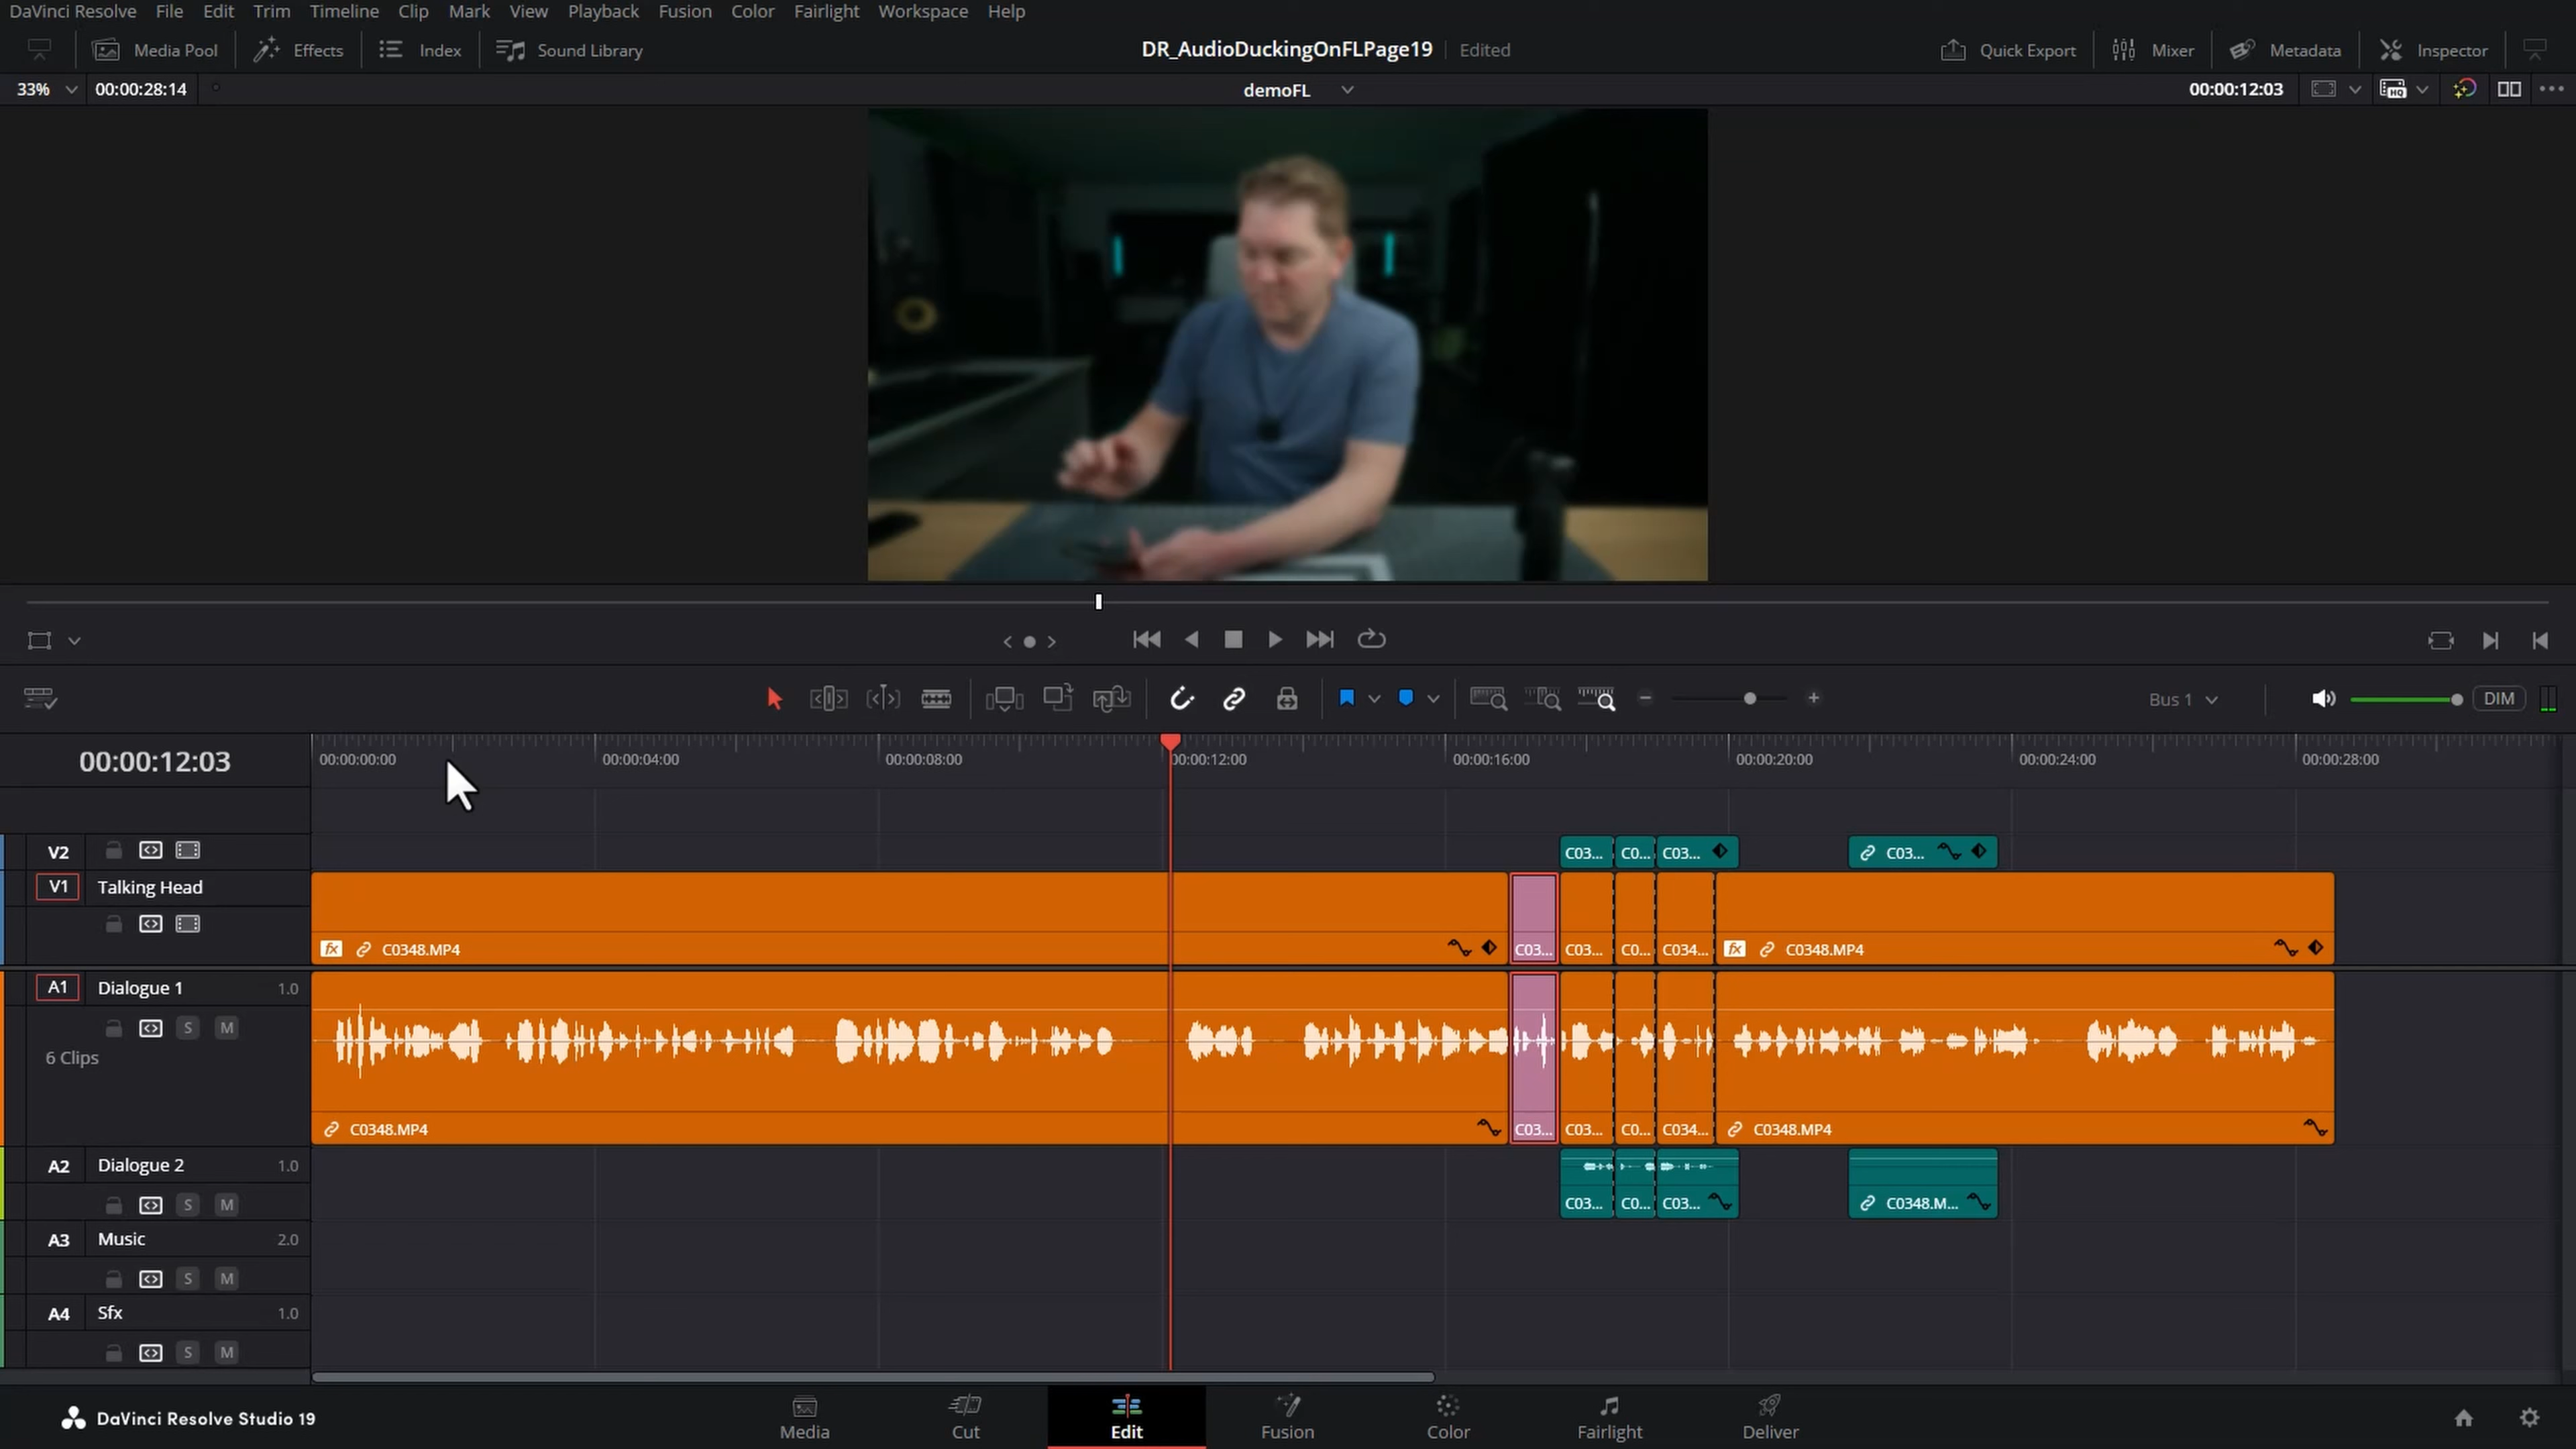 DaVinci Resolve File Edit Trim Timeline Clip Mark View Playback Fusion Color Fairlight Workspace Help
Media Pool Effects Index Sound Library DR_AudioDuckingOnFLPage19 Edited Quick Export Mixer Metadata Inspector
33% 00:00:28:14 demoFL 00:00:12:03 HQ
Bus 1 DIM
00:00:12:03 00:00:00:00 00:00:04:00 00:00:08:00 00:00:12:00 00:00:16:00 00:00:20:00 00:00:24:00 00:00:28:00
V2 C03... C0... C03... C03...
V1 Talking Head
fx C0348.MP4 C03... C03... C0... C034... fx C0348.MP4
A1 Dialogue 1 1.0
S M
6 Clips
C0348.MP4 C03... C03... C0... C034... C0348.MP4
A2 Dialogue 2 1.0
S M C03... C0... C03... C0348.M...
A3 Music 2.0
S M
A4 Sfx 1.0
S M
DaVinci Resolve Studio 19 Media Cut Edit Fusion Color Fairlight Deliver